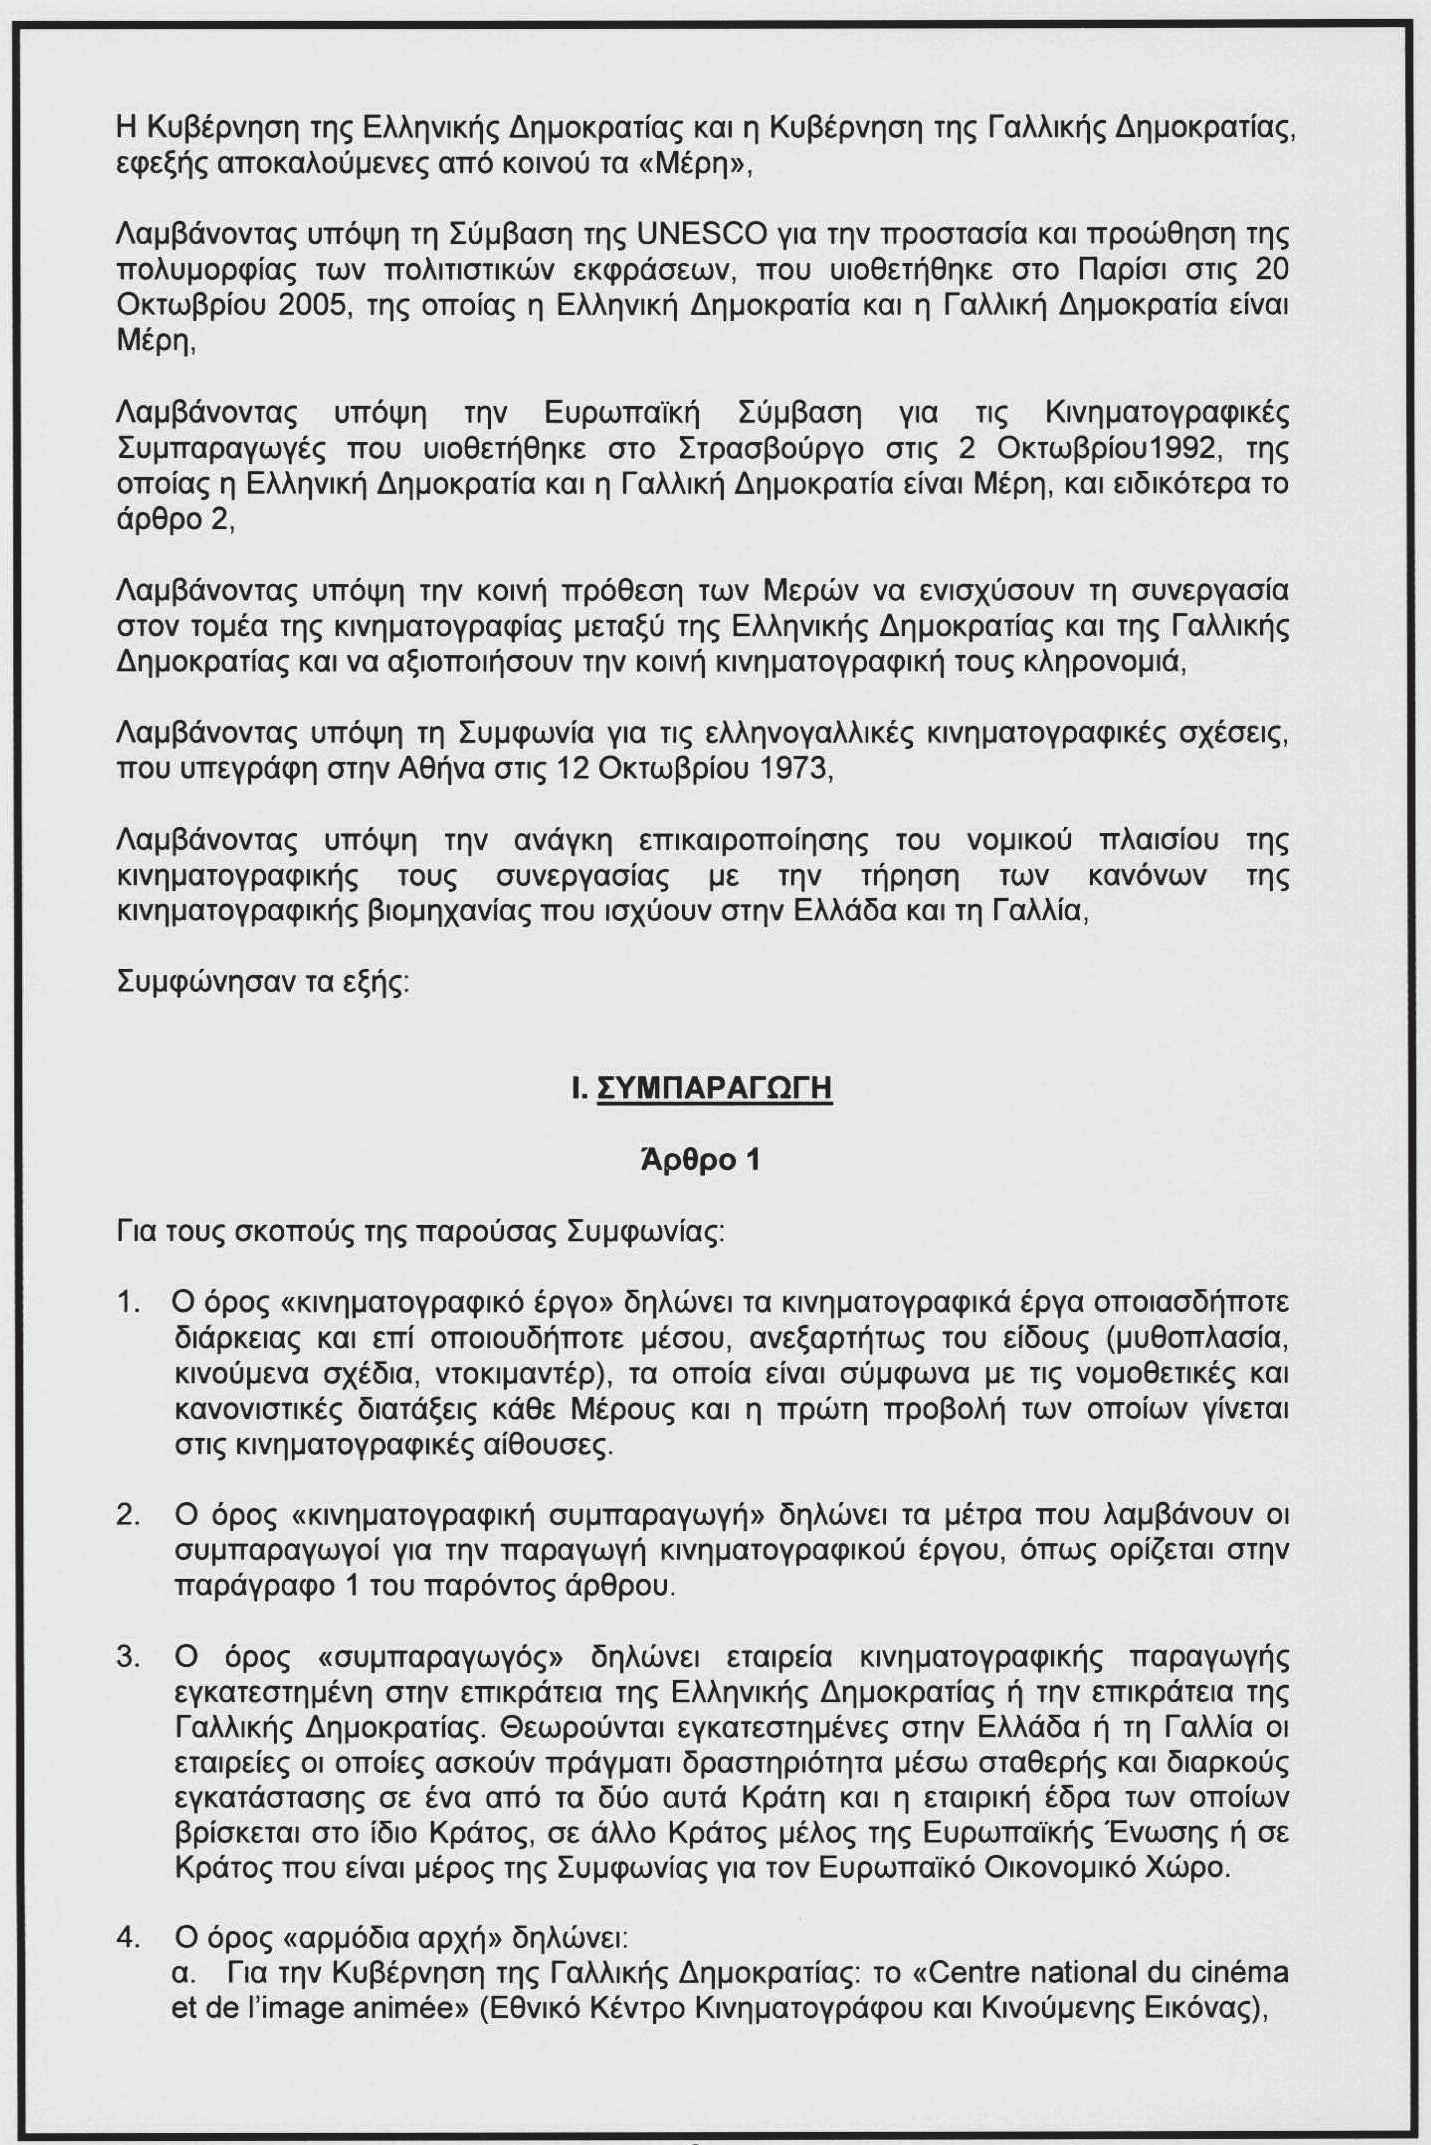 Η Κυβέρνηση της Ελληνικής Δημοκρατίας και η Κυβέρνηση της Γαλλικής Δημοκρατίας,
εφεξής αποκαλούμενες από κοινού τα «Μέρη»,
Λαμβάνοντας υπόψη τη Σύμβαση της UNESCO για την προστασία και προώθηση της
πολυμορφίας των πολιτιστικών εκφράσεων, που υιοθετήθηκε στο Παρίσι στις 20
Οκτωβρίου 2005, της οποίας η Ελληνική Δημοκρατία και η Γαλλική Δημοκρατία είναι
Μέρη,
Λαμβάνοντας υπόψη την Ευρωπαϊκή Σύμβαση για τις Κινηματογραφικές
Συμπαραγωγές που υιοθετήθηκε στο Στρασβούργο στις 2 Οκτωβρίου1992, της
οποίας η Ελληνική Δημοκρατία και η Γαλλική Δημοκρατία είναι Μέρη, και ειδικότερα το
άρθρο 2,
Λαμβάνοντας υπόψη την κοινή πρόθεση των Μερών να ενισχύσουν τη συνεργασία
στον τομέα της κινηματογραφίας μεταξύ της Ελληνικής Δημοκρατίας και της Γαλλικής
Δημοκρατίας και να αξιοποιήσουν την κοινή κινηματογραφική τους κληρονομιά,
Λαμβάνοντας υπόψη τη Συμφωνία για τις ελληνογαλλικές κινηματογραφικές σχέσεις,
που υπεγράφη στην Αθήνα στις 12 Οκτωβρίου 1973,
Λαμβάνοντας υπόψη την ανάγκη επικαιροποίησης του νομικού πλαισίου της
κινηματογραφικής τους συνεργασίας με την τήρηση των κανόνων της
κινηματογραφικής βιομηχανίας που ισχύουν στην Ελλάδα και τη Γαλλία,
Συμφώνησαν τα εξής:
Ι. ΣΥΜΠΑΡΑΓΩΓΗ
Άρθρο 1
Για τους σκοπούς της παρούσας Συμφωνίας:
1. Ο όρος «κινηματογραφικό έργο» δηλώνει τα κινηματογραφικά έργα οποιασδήποτε
διάρκειας και επί οποιουδήποτε μέσου, ανεξαρτήτως του είδους (μυθοπλασία,
κινούμενα σχέδια, ντοκιμαντέρ), τα οποία είναι σύμφωνα με τις νομοθετικές και
κανονιστικές διατάξεις κάθε Μέρους και η πρώτη προβολή των οποίων γίνεται
στις κινηματογραφικές αίθουσες.
2. Ο όρος «κινηματογραφική συμπαραγωγή» δηλώνει τα μέτρα που λαμβάνουν οι
συμπαραγωγοί για την παραγωγή κινηματογραφικού έργου, όπως ορίζεται στην
παράγραφο 1 του παρόντος άρθρου.
3. Ο όρος «συμπαραγωγός» δηλώνει εταιρεία κινηματογραφικής παραγωγής
εγκατεστημένη στην επικράτεια της Ελληνικής Δημοκρατίας ή την επικράτεια της
Γαλλικής Δημοκρατίας. Θεωρούνται εγκατεστημένες στην Ελλάδα ή τη Γαλλία οι
εταιρείες οι οποίες ασκούν πράγματι δραστηριότητα μέσω σταθερής και διαρκούς
εγκατάστασης σε ένα από τα δύο αυτά Κράτη και η εταιρική έδρα των οποίων
βρίσκεται στο ίδιο Κράτος, σε άλλο Κράτος μέλος της Ευρωπαϊκής Ένωσης ή σε
Κράτος που είναι μέρος της Συμφωνίας για τον Ευρωπαϊκό Οικονομικό Χώρο.
4. Ο όρος «αρμόδια αρχή» δηλώνει:
α. Για την Κυβέρνηση της Γαλλικής Δημοκρατίας: το «Centre national du cinéma
et de l'image animée» (Εθνικό Κέντρο Κινηματογράφου και Κινούμενης Εικόνας),